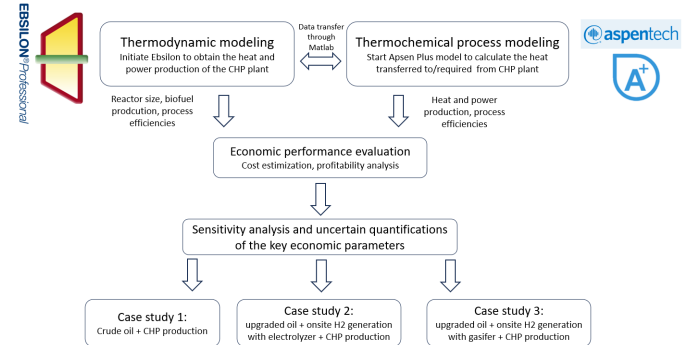 EBSILON®Professional
Thermodynamic modeling
Initiate Ebsilon to obtain the heat and
power production of the CHP plant
Data transfer
through
Matlab
Thermochemical process modeling
Start Apsen Plus model to calculate the heat
transferred to/required from CHP plant
aspentech
A+
Reactor size, biofuel
prodcution, process
efficiencies
Heat and power
production, process
efficiencies
Economic performance evaluation
Cost estimization, profitability analysis
Sensitivity analysis and uncertain quantifications
of the key economic parameters
Case study 1:
Crude oil + CHP production
Case study 2:
upgraded oil + onsite H2 generation
with electrolyzer + CHP production
Case study 3:
upgraded oil + onsite H2 generation
with gasifer + CHP production